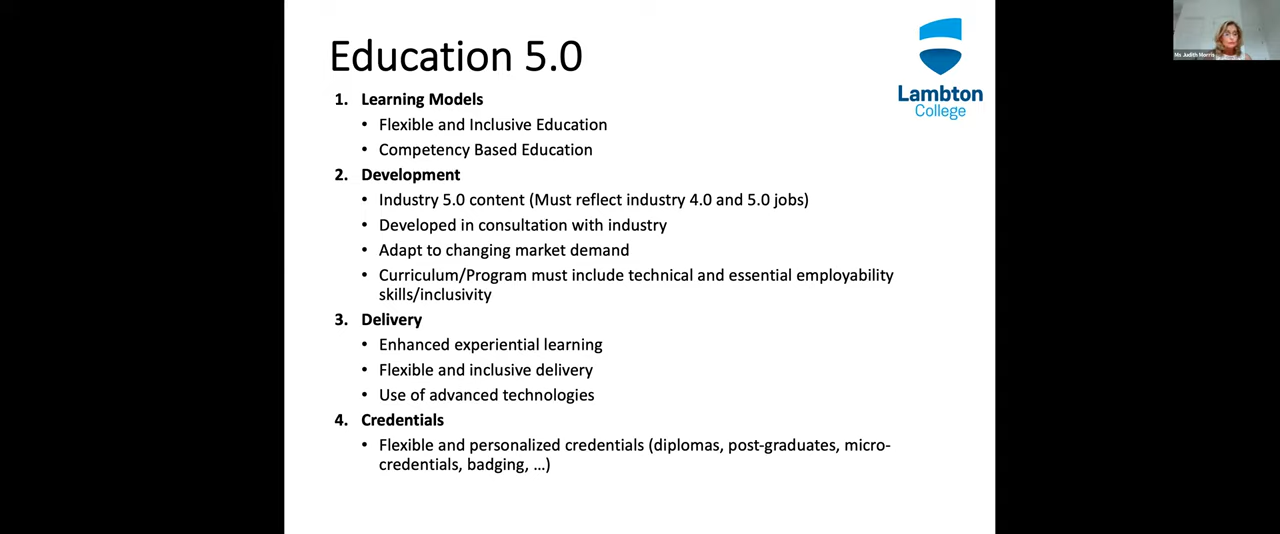 Education 5.0
Lambton
College
Ms Judith Morris
1. Learning Models
• Flexible and Inclusive Education
• Competency Based Education
2. Development
• Industry 5.0 content (Must reflect industry 4.0 and 5.0 jobs)
• Developed in consultation with industry
• Adapt to changing market demand
• Curriculum/Program must include technical and essential employability
skills/inclusivity
3. Delivery
• Enhanced experiential learning
• Flexible and inclusive delivery
• Use of advanced technologies
4. Credentials
• Flexible and personalized credentials (diplomas, post-graduates, micro-
credentials, badging, …)